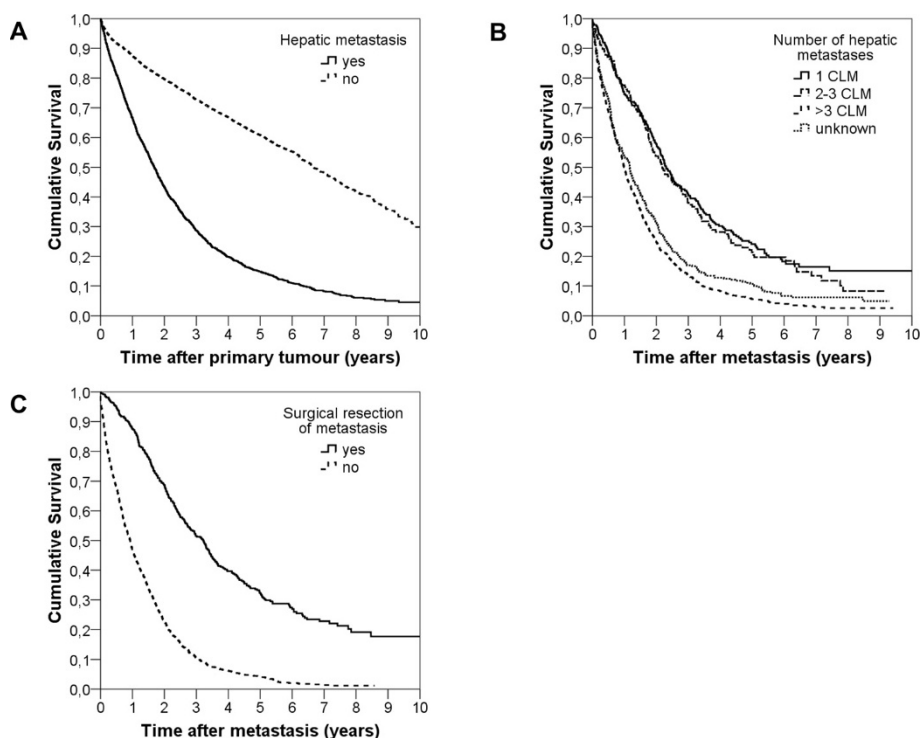 A
Hepatic metastasis
yes
no
Cumulative Survival
1,0
0,9
0,8
0,7
0,6
0,5
0,4
0,3
0,2
0,1
0,0
0 1 2 3 4 5 6 7 8 9 10
Time after primary tumour (years)
B
Number of hepatic
metastases
1 CLM
2-3 CLM
>3 CLM
unknown
Cumulative Survival
1,0
0,9
0,8
0,7
0,6
0,5
0,4
0,3
0,2
0,1
0,0
0 1 2 3 4 5 6 7 8 9 10
Time after metastasis (years)
C
Surgical resection
of metastasis
yes
no
Cumulative Survival
1,0
0,9
0,8
0,7
0,6
0,5
0,4
0,3
0,2
0,1
0,0
0 1 2 3 4 5 6 7 8 9 10
Time after metastasis (years)